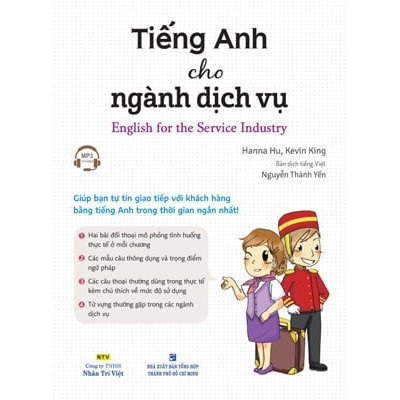 Tiếng Anh
cho
ngành dịch vụ
English for the Service Industry
MP3
Hanna Hu, Kevin King
Bản dịch tiếng Việt
Nguyễn Thành Yến
Giúp bạn tự tin giao tiếp với khách hàng
bằng tiếng Anh trong thời gian ngắn nhất!
1 Hai bài đối thoại mô phỏng tình huống
thực tế ở mỗi chương
2 Các mẫu câu thông dụng và trọng điểm
ngữ pháp
3 Các câu thoại thường dùng trong thực tế
kèm chú thích về mức độ sử dụng
4 Từ vựng thường gặp trong các ngành
dịch vụ
NTV
Công ty TNHH
Nhân Trí Việt
NHÀ XUẤT BẢN TỔNG HỢP
THÀNH PHỐ HỒ CHÍ MINH